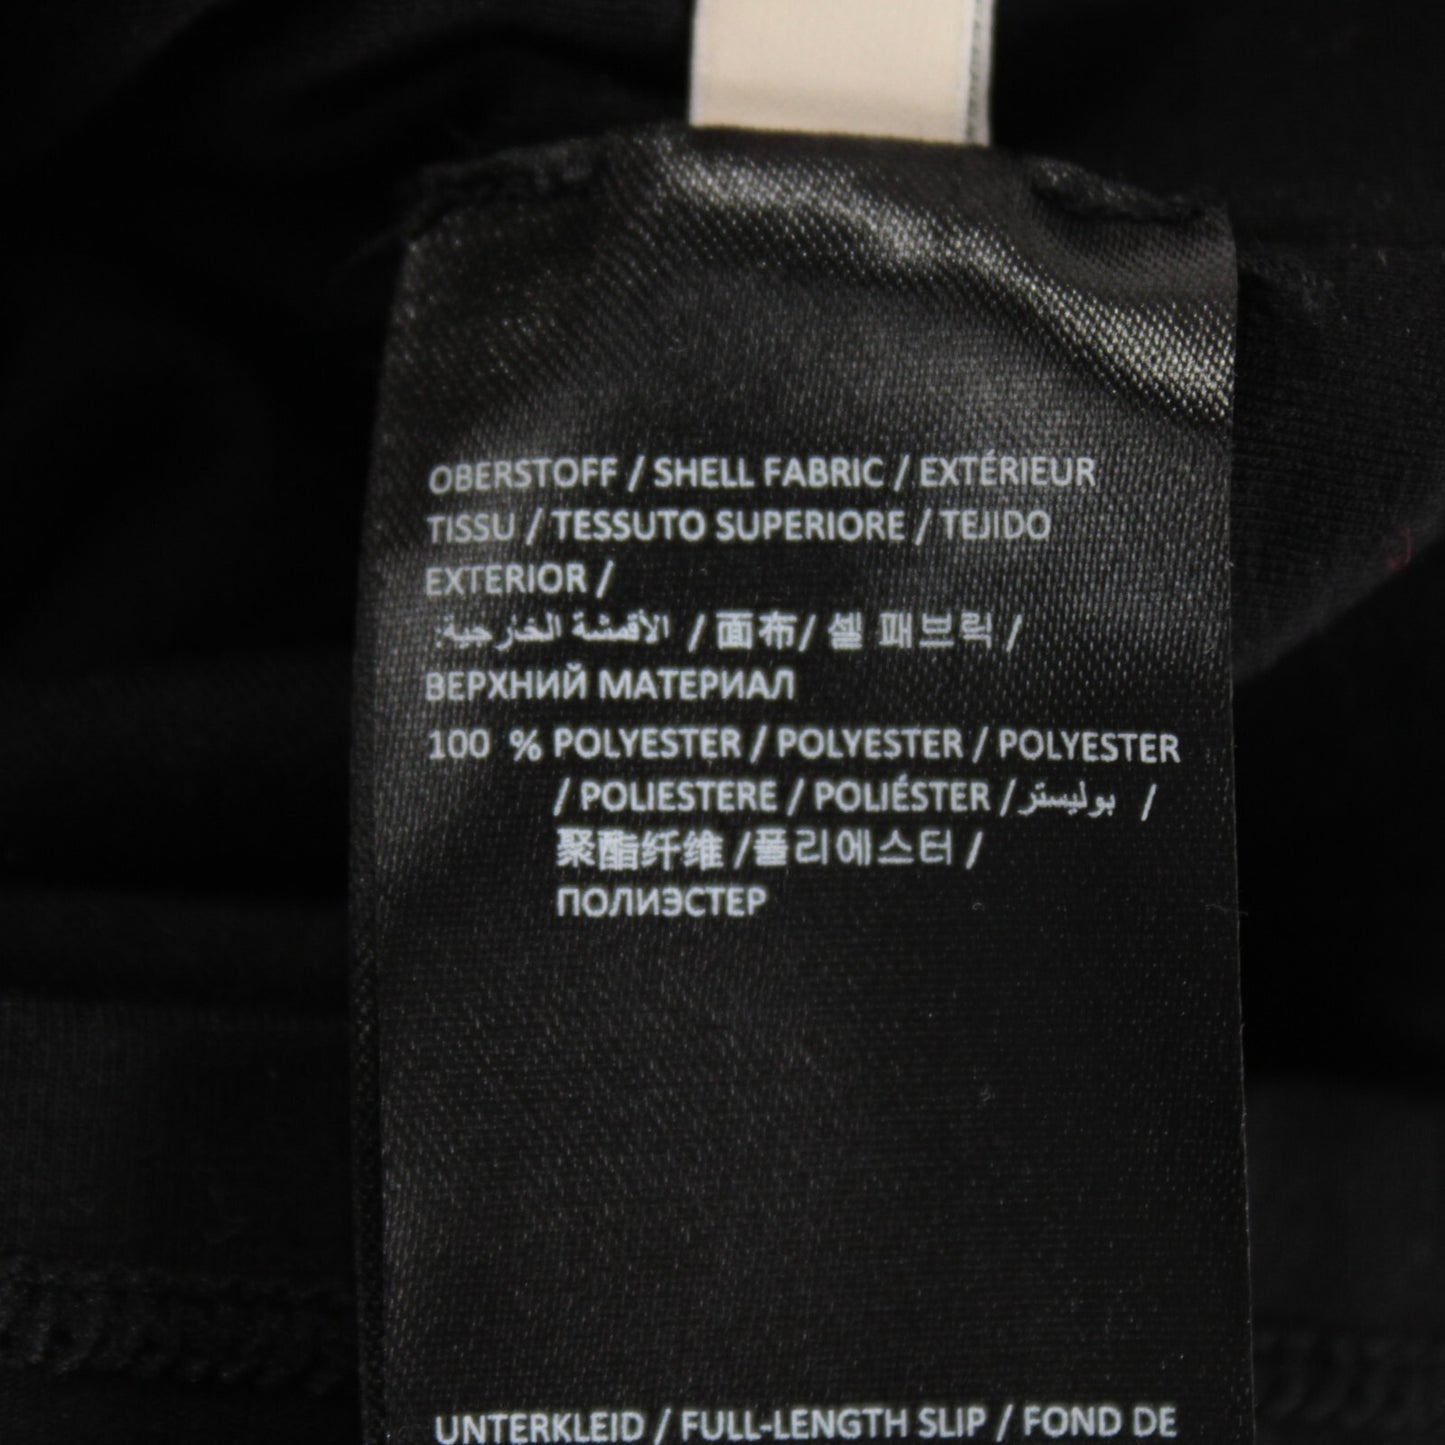 OBERSTOFF / SHELL FABRIC / EXTÉRIEUR
TISSU / TESSUTO SUPERIORE / TEJIDO
EXTERIOR /
الأقمشة الخارجية: / 面布/ 셀 패브릭 /
ВЕРХНИЙ МАТЕРИАЛ
100 % POLYESTER / POLYESTER / POLYESTER
/ POLIESTERE / POLIÉSTER / بوليستر /
聚酯纤维 /폴리에스터 /
ПОЛИЭСТЕР
UNTERKLEID / FULL-LENGTH SLIP / FOND DE